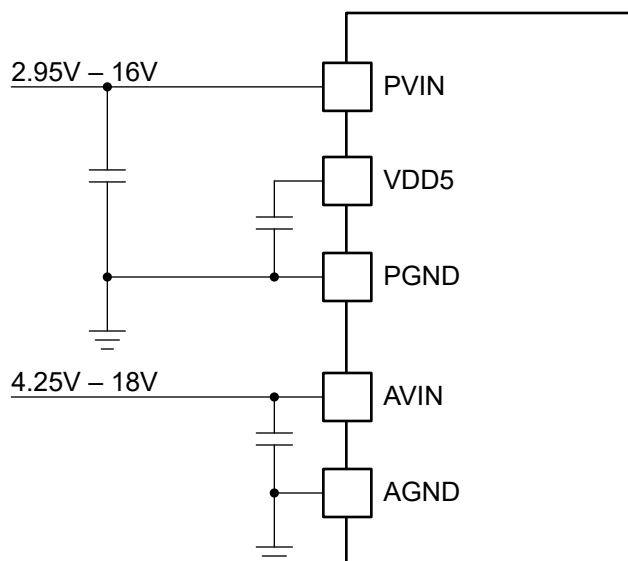 2.95V – 16V
PVIN
VDD5
PGND
4.25V – 18V
AVIN
AGND